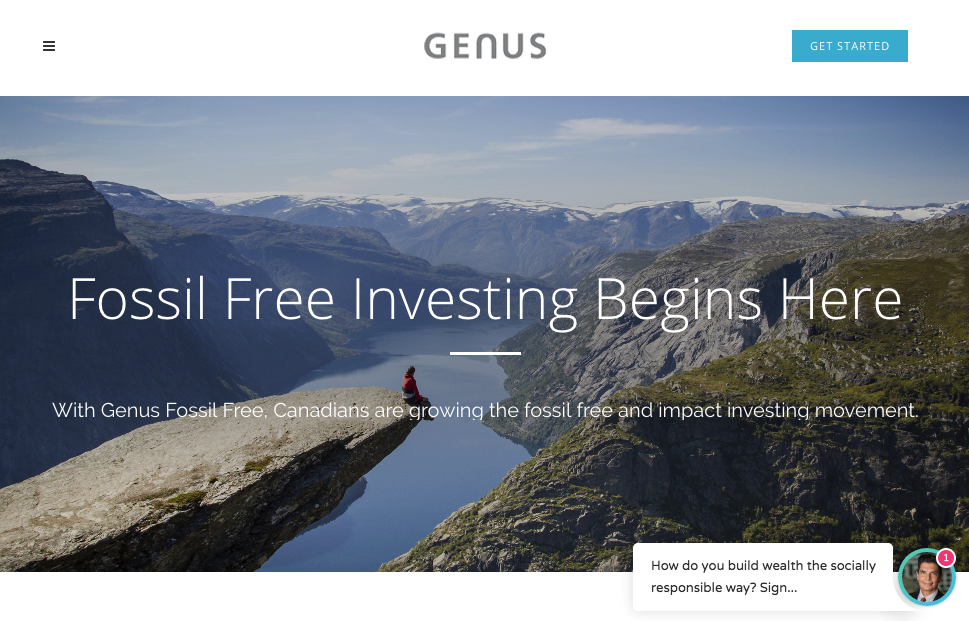 GENUS
GET STARTED
Fossil Free Investing Begins Here
With Genus Fossil Free, Canadians are growing the fossil free and impact investing movement.
How do you build wealth the socially
responsible way? Sign...
1